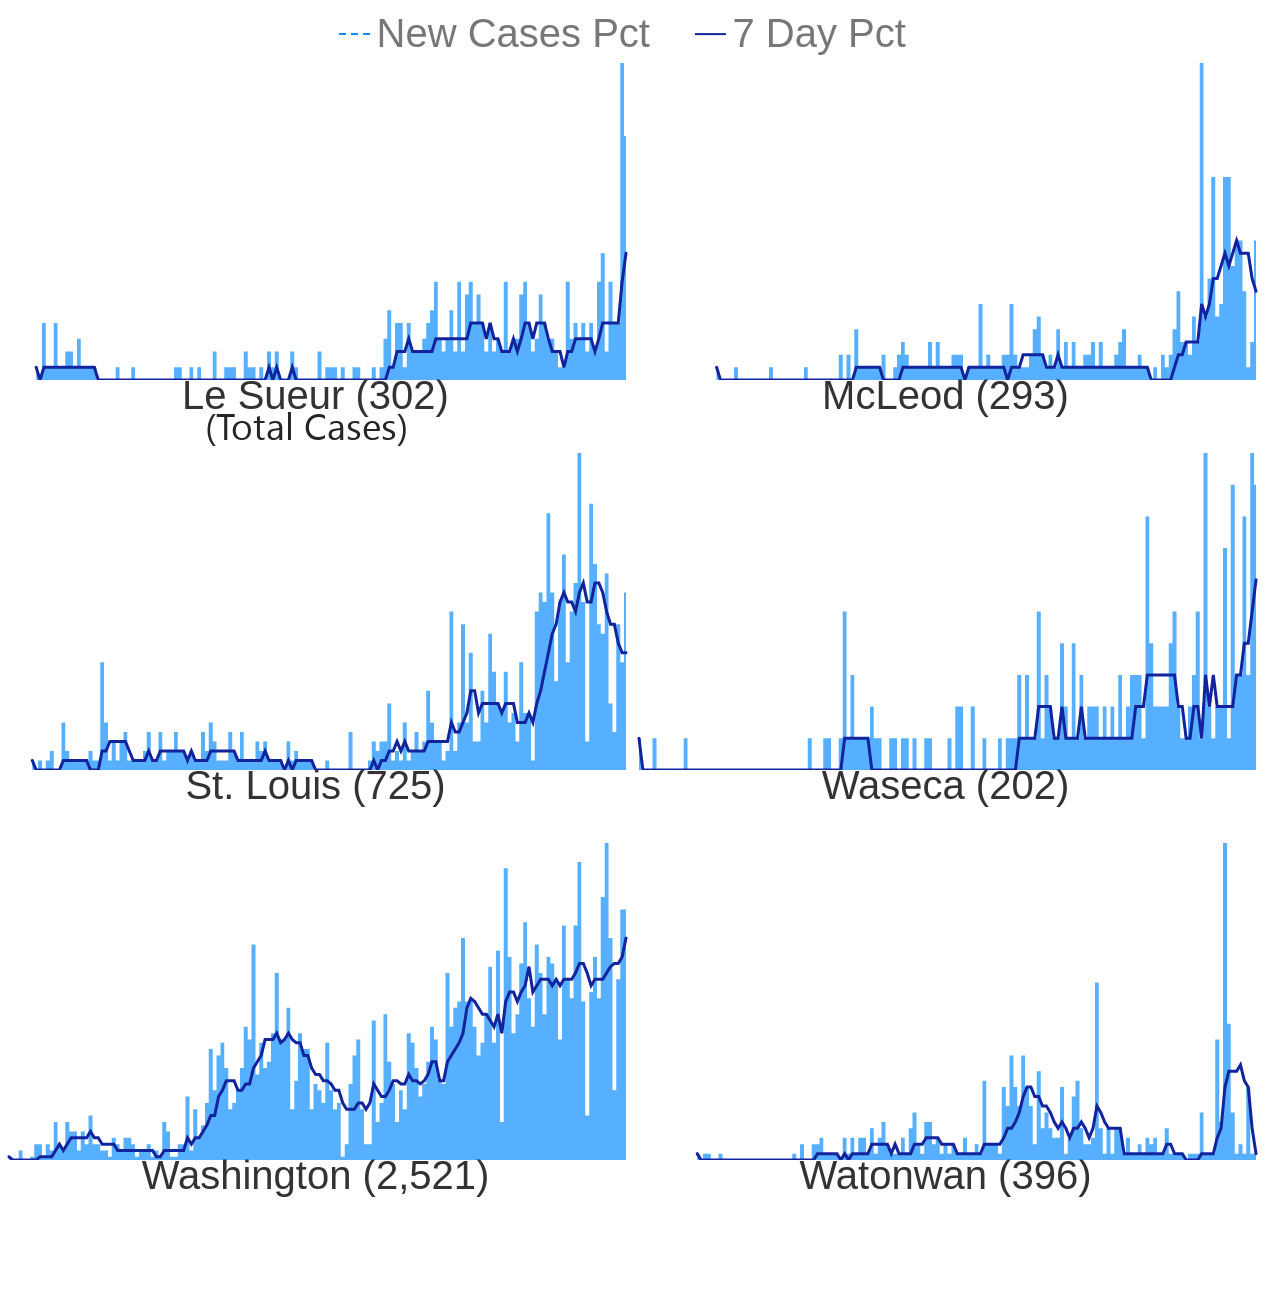 New Cases Pct 7 Day Pct
Le Sueur (302) McLeod (293)
(Total Cases)
St. Louis (725) Waseca (202)
Washington (2,521) Watonwan (396)